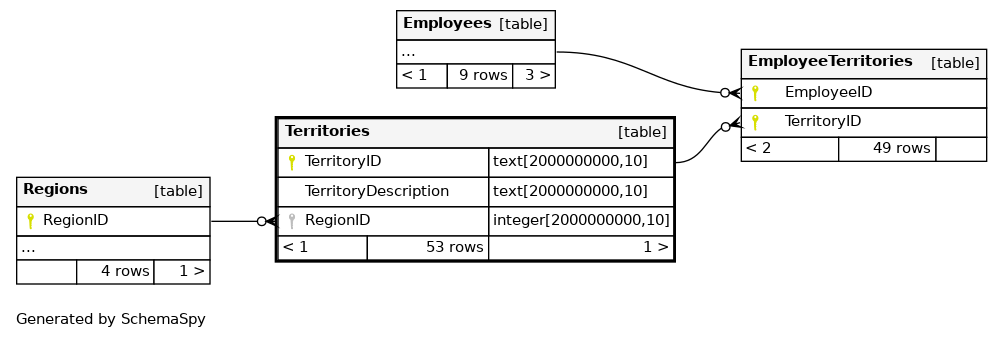 Employees [table]
...
< 1 9 rows 3 >
EmployeeTerritories [table]
EmployeeID
TerritoryID
< 2 49 rows
Territories [table]
TerritoryID text[2000000000,10]
TerritoryDescription text[2000000000,10]
RegionID integer[2000000000,10]
< 1 53 rows 1 >
Regions [table]
RegionID
...
4 rows 1 >
Generated by SchemaSpy